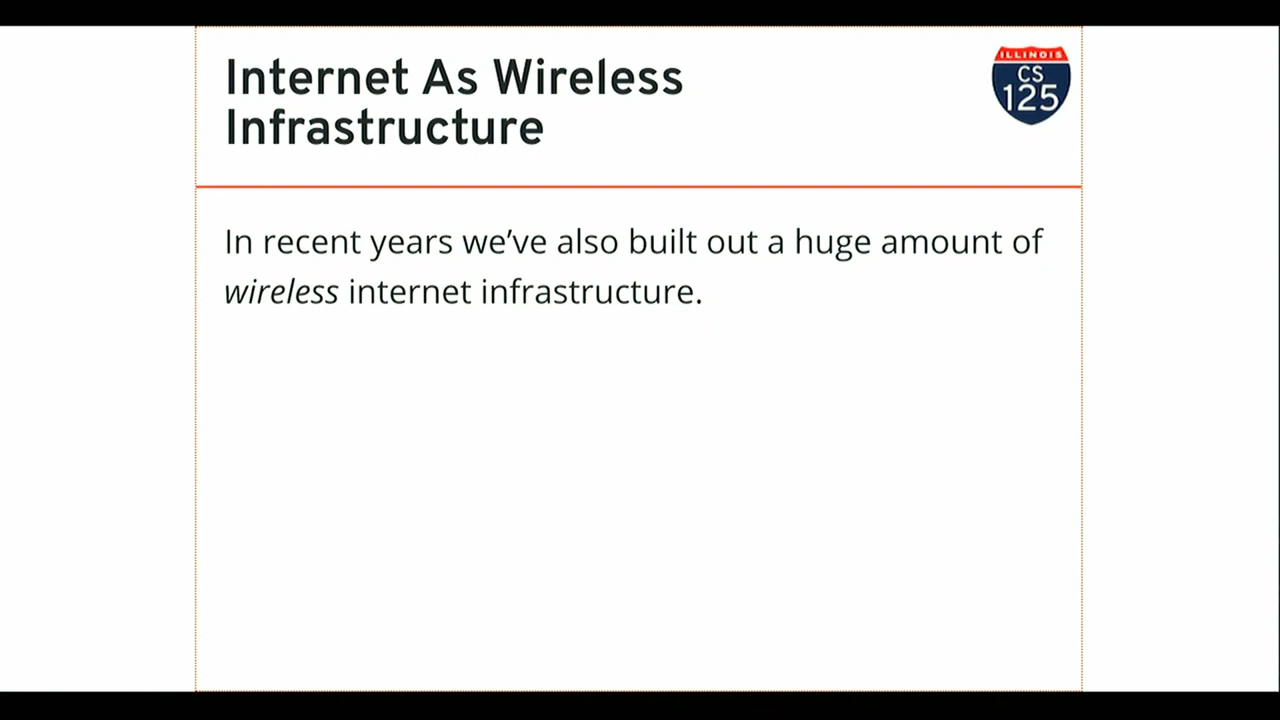 Internet As Wireless
Infrastructure
ILLINOIS
CS
125
In recent years we’ve also built out a huge amount of
wireless internet infrastructure.